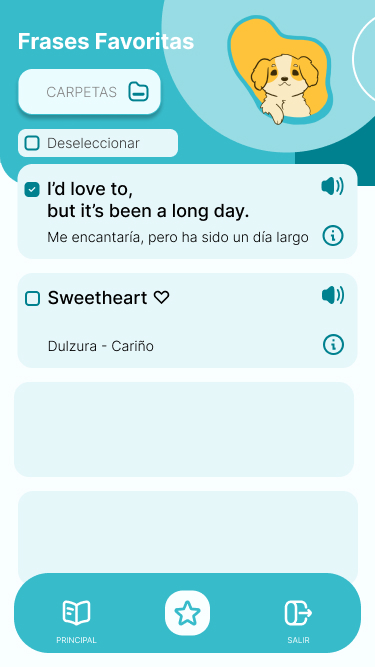 Frases Favoritas
CARPETAS
Deseleccionar
I'd love to,
but it's been a long day.
Me encantaría, pero ha sido un día largo
Sweetheart ♡
Dulzura - Cariño
PRINCIPAL
SALIR